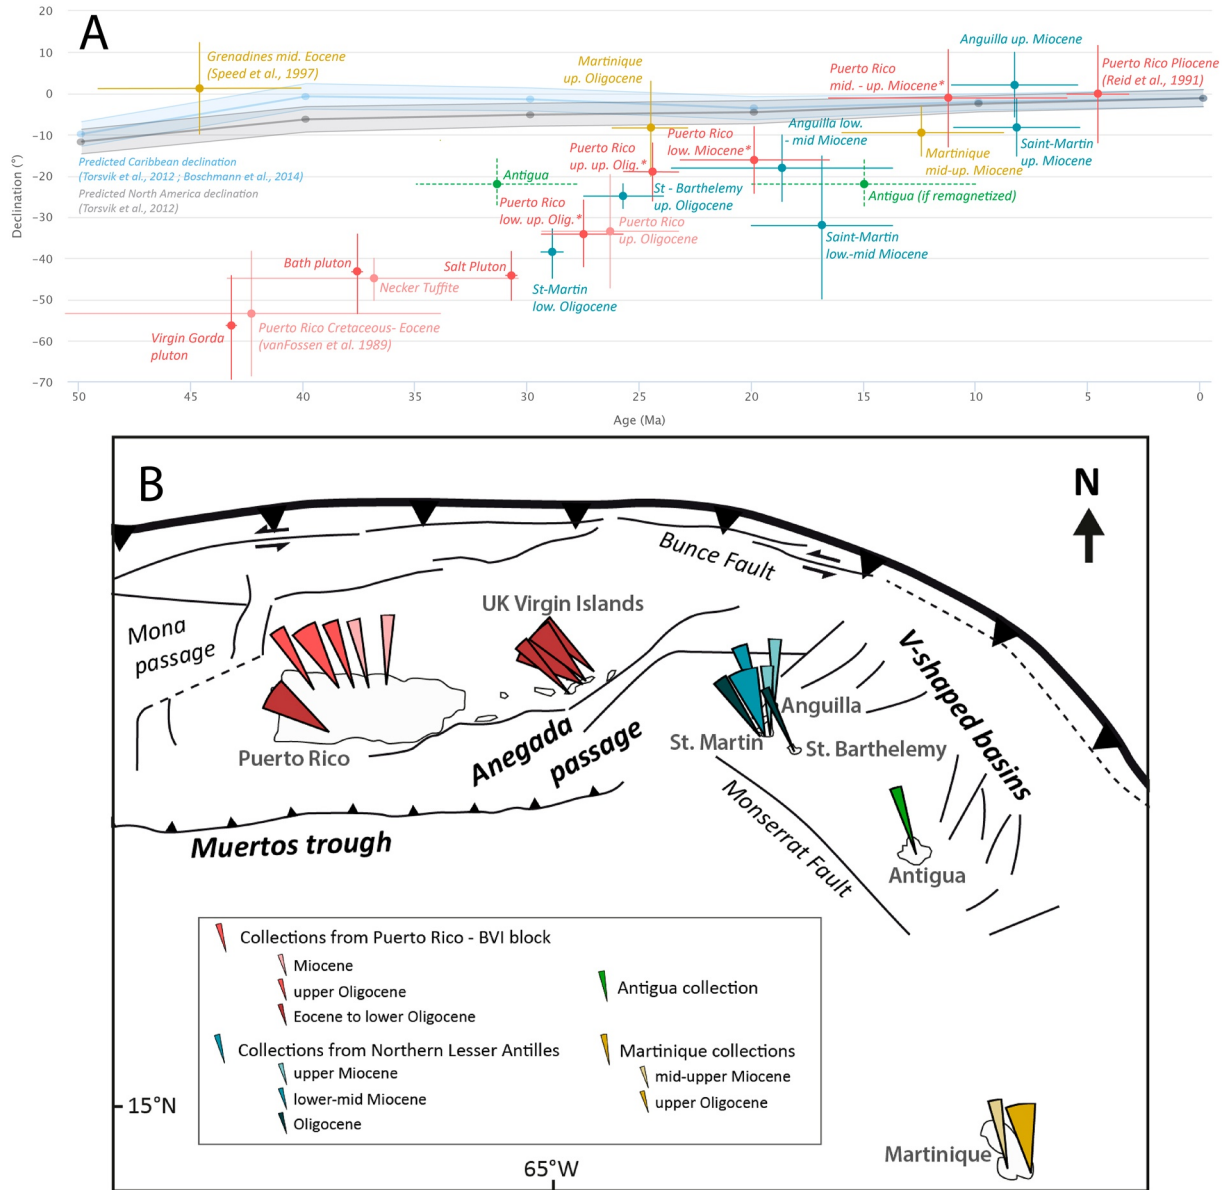 A
20
10
0
−10
−20
−30
−40
−50
−60
−70
Declination (°)
50
45
40
35
30
25
20
15
10
5
0
Age (Ma)
Grenadines mid. Eocene
(Speed et al., 1997)
Martinique
up. Oligocene
Anguilla up. Miocene
Puerto Rico
mid. - up. Miocene*
Puerto Rico Pliocene
(Reid et al., 1991)
Predicted Caribbean declination
(Torsvik et al., 2012 ; Boschmann et al., 2014)
Predicted North America declination
(Torsvik et al., 2012)
Antigua
Puerto Rico
up. up. Olig.*
Puerto Rico
low. Miocene*
Anguilla low.
- mid Miocene
Martinique
mid-up. Miocene
Saint-Martin
up. Miocene
St - Barthelemy
up. Oligocene
Antigua (if remagnetized)
Puerto Rico
low. up. Olig.*
Puerto Rico
up. Oligocene
Saint-Martin
low.-mid Miocene
Bath pluton
Necker Tuffite
Salt Pluton
St-Martin
low. Oligocene
Virgin Gorda
pluton
Puerto Rico Cretaceous- Eocene
(vanFossen et al. 1989)
B
N
Bunce Fault
Mona
passage
UK Virgin Islands
V-shaped basins
Puerto Rico
Anegada
passage
Anguilla
St. Martin
St. Barthelemy
Muertos trough
Monserrat Fault
Antigua
Collections from Puerto Rico - BVI block
Miocene
upper Oligocene
Eocene to lower Oligocene
Collections from Northern Lesser Antilles
upper Miocene
lower-mid Miocene
Oligocene
Antigua collection
Martinique collections
mid-upper Miocene
upper Oligocene
15°N
65°W
Martinique